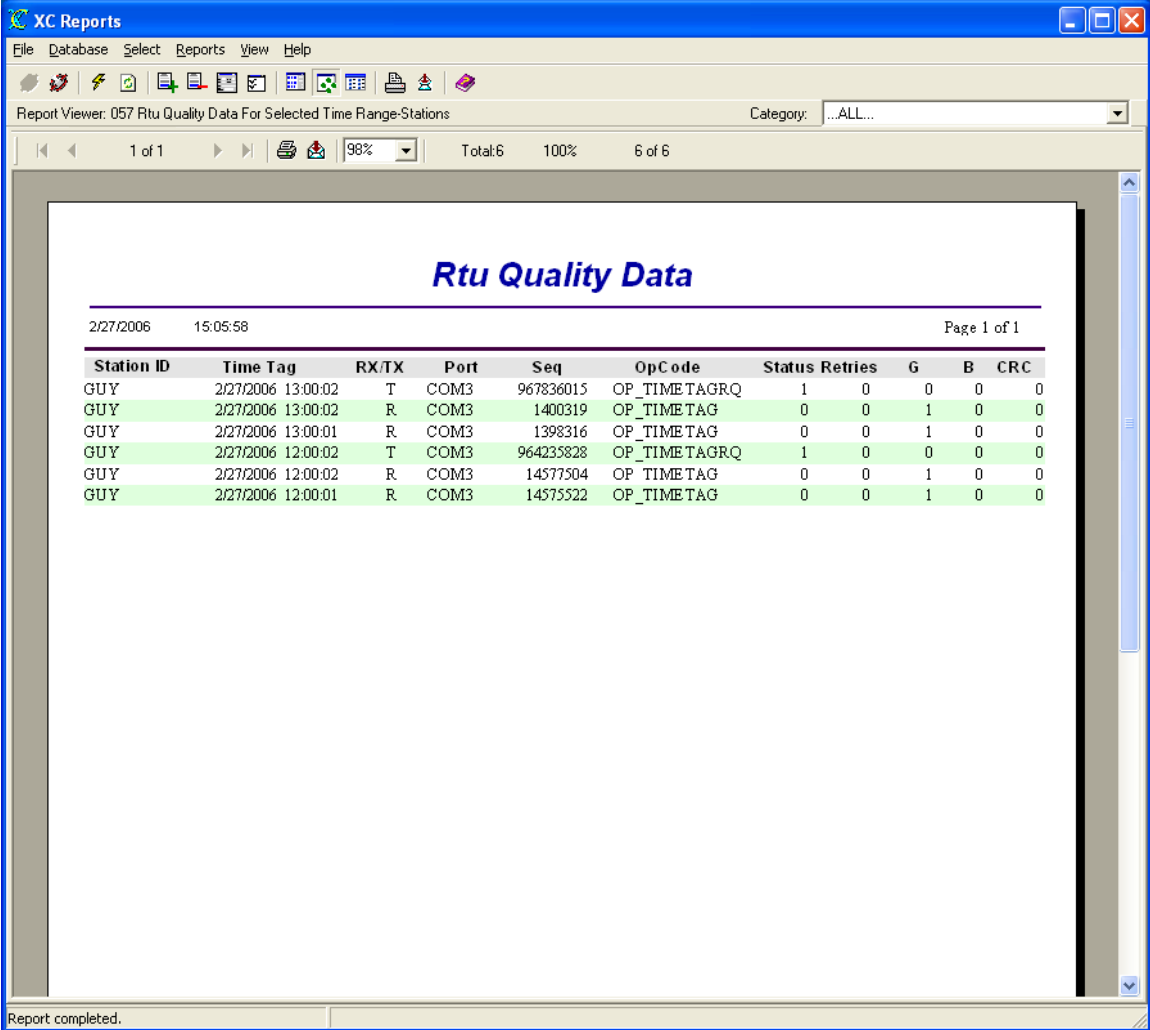 XC Reports
File Database Select Reports View Help
Report Viewer: 057 Rtu Quality Data For Selected Time Range-Stations Category: ...ALL...
1 of 1 98% Total:6 100% 6 of 6
Rtu Quality Data
2/27/2006 15:05:58 Page 1 of 1
Station ID Time Tag RX/TX Port Seq OpCode Status Retries G B CRC
GUY 2/27/2006 13:00:02 T COM3 967836015 OP_TIMETAGRQ 1 0 0 0 0
GUY 2/27/2006 13:00:02 R COM3 1400319 OP_TIMETAG 0 0 1 0 0
GUY 2/27/2006 13:00:01 R COM3 1398316 OP_TIMETAG 0 0 1 0 0
GUY 2/27/2006 12:00:02 T COM3 964235828 OP_TIMETAGRQ 1 0 0 0 0
GUY 2/27/2006 12:00:02 R COM3 14577504 OP_TIMETAG 0 0 1 0 0
GUY 2/27/2006 12:00:01 R COM3 14575522 OP_TIMETAG 0 0 1 0 0
Report completed.